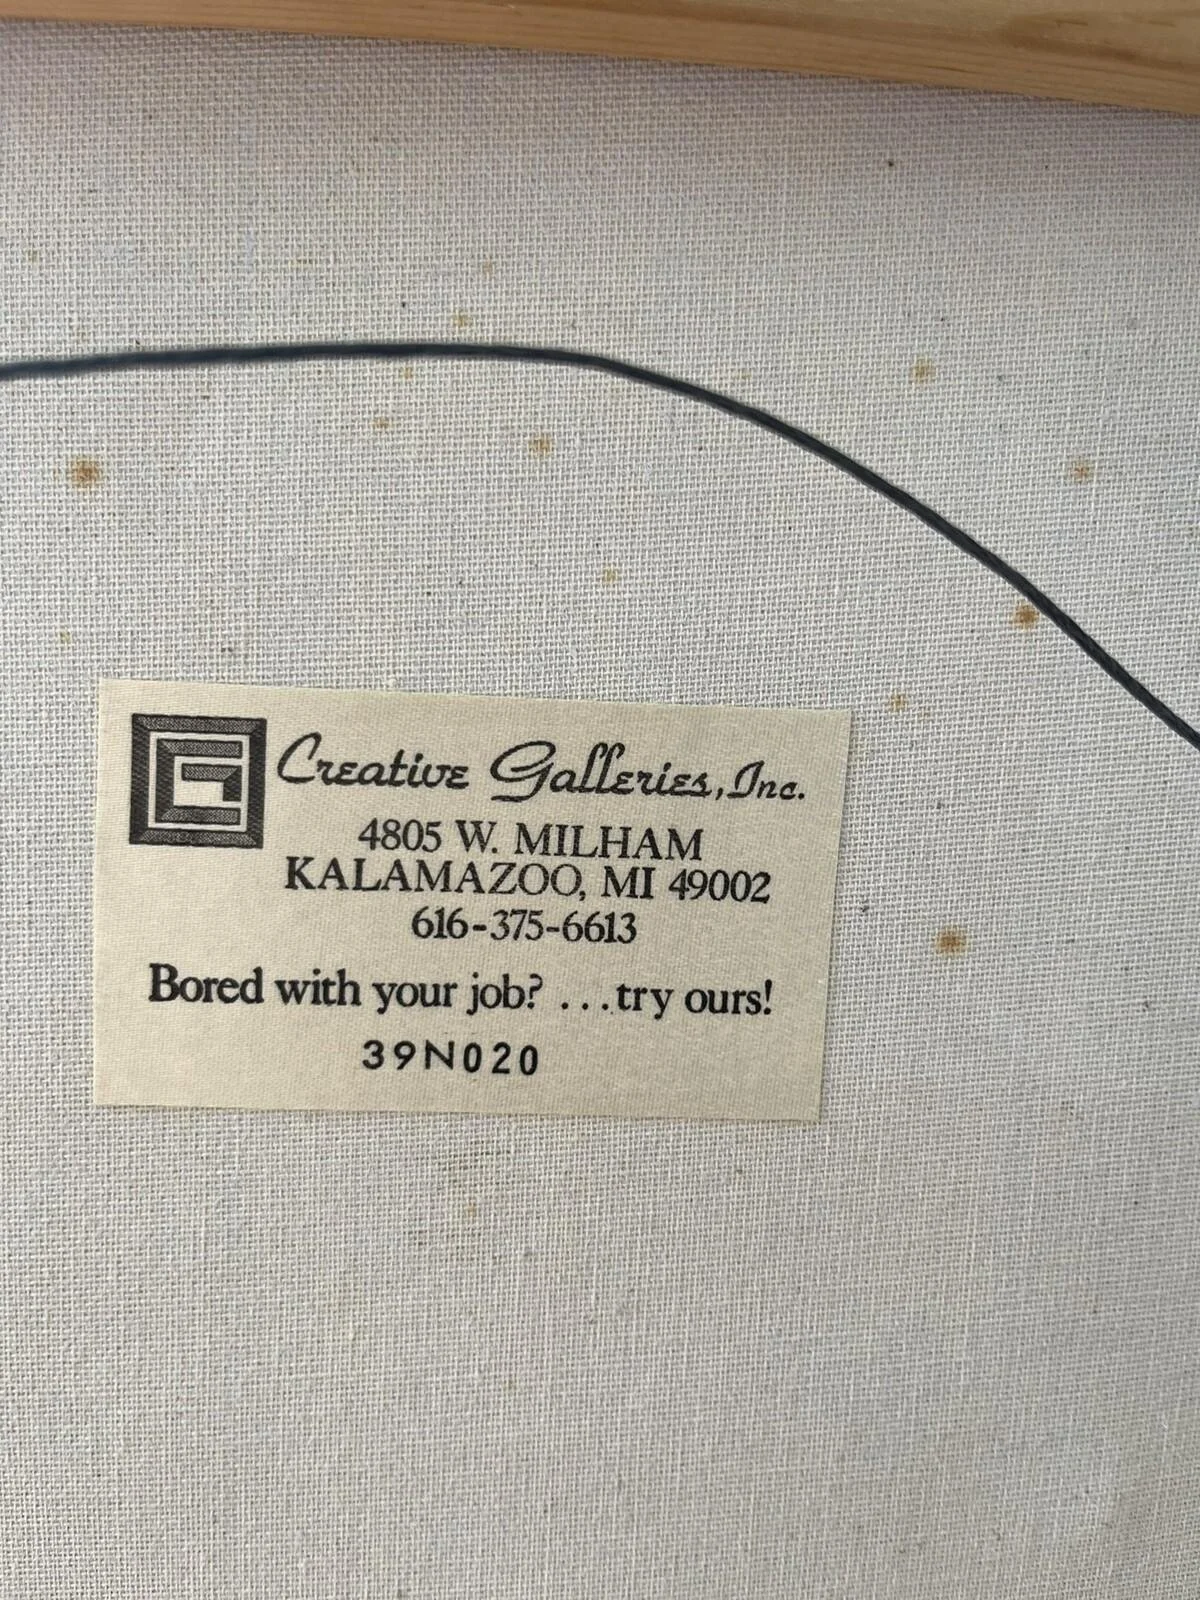 Creative Galleries, Inc.
4805 W. MILHAM
KALAMAZOO, MI 49002
616-375-6613
Bored with your job? ...try ours!
39N020